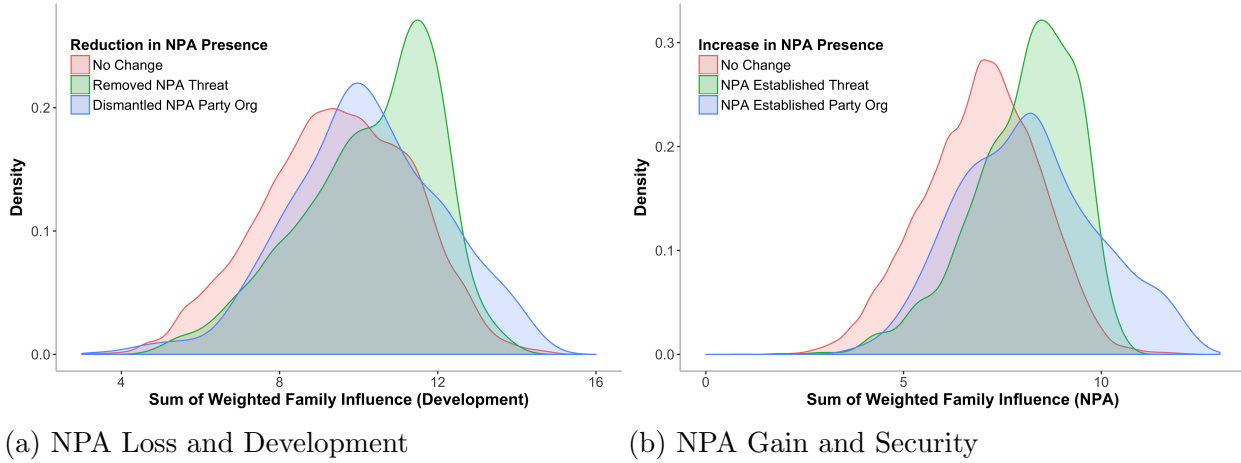 Reduction in NPA Presence
No Change
Removed NPA Threat
Dismantled NPA Party Org
Density
0.2
0.1
0.0
4 8 12 16
Sum of Weighted Family Influence (Development)
(a) NPA Loss and Development
Increase in NPA Presence
No Change
NPA Established Threat
NPA Established Party Org
Density
0.3
0.2
0.1
0.0
0 5 10
Sum of Weighted Family Influence (NPA)
(b) NPA Gain and Security